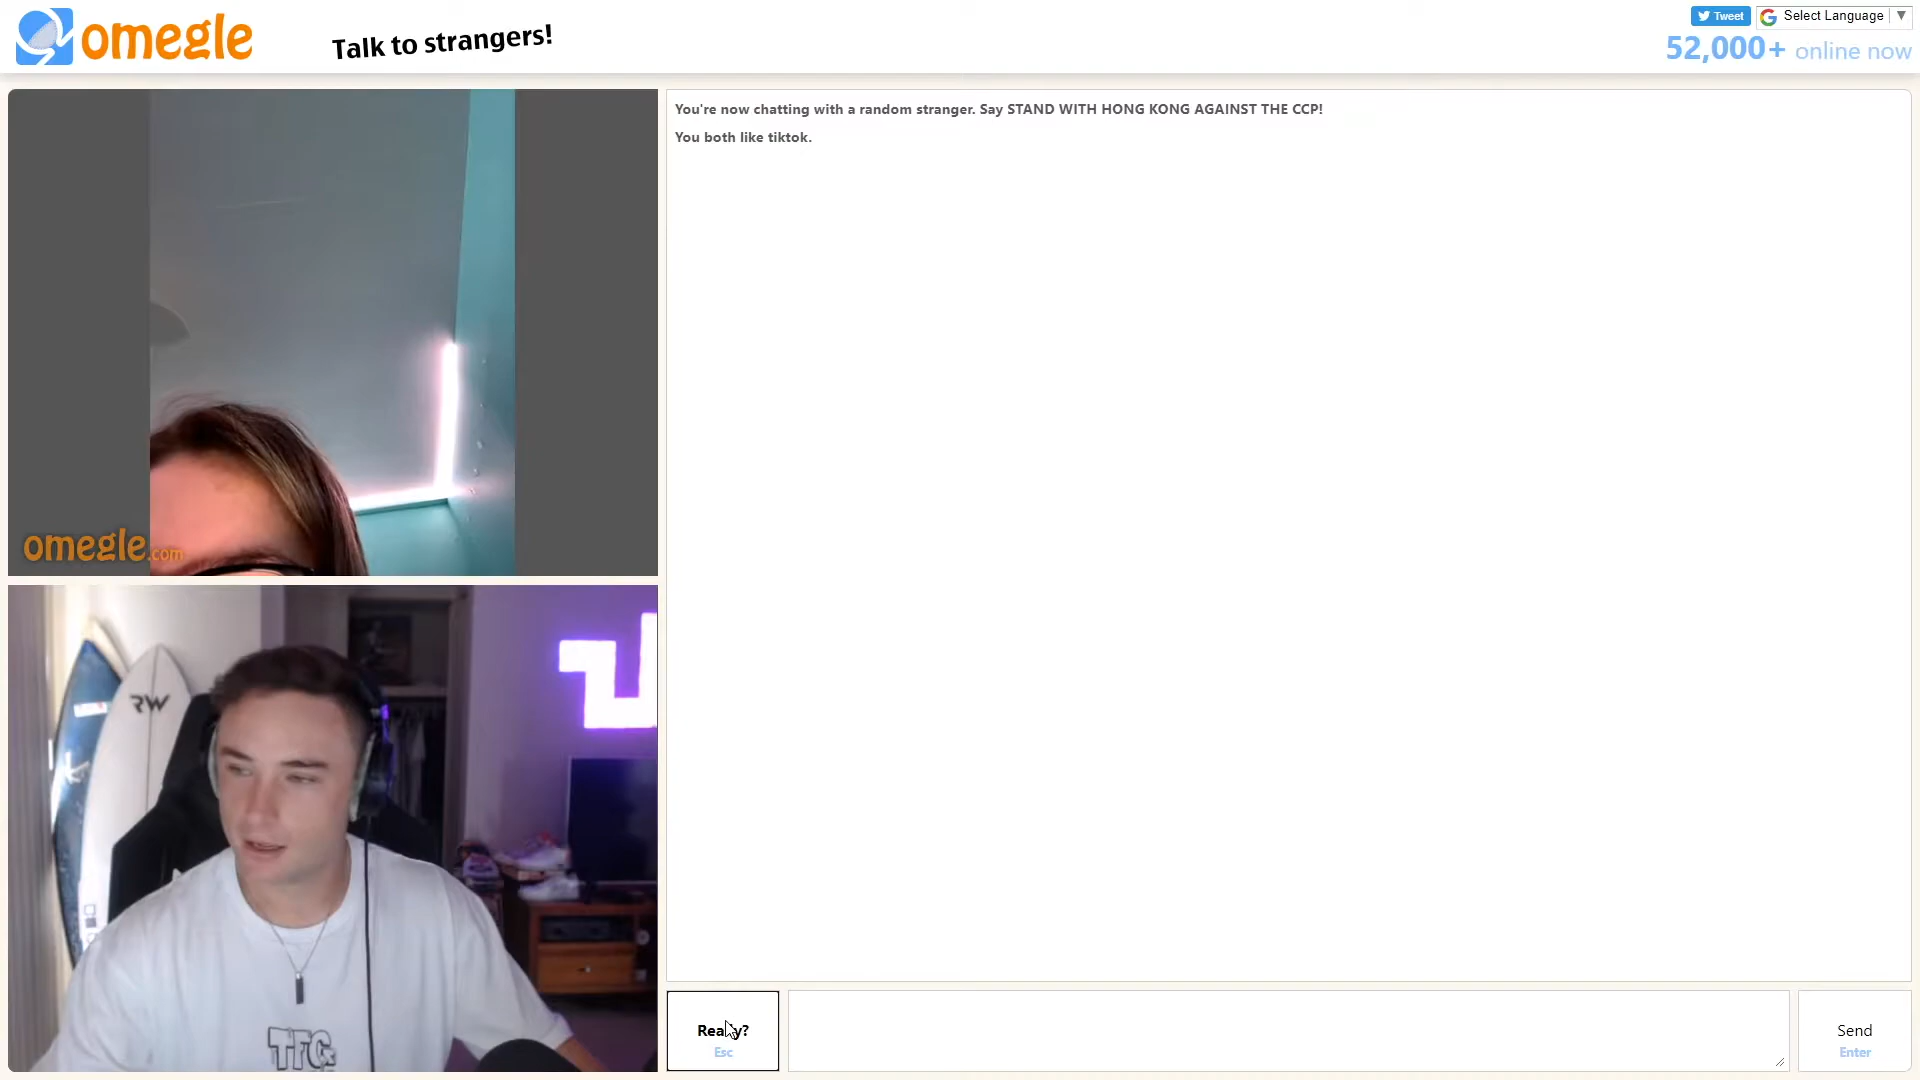 omegle
Talk to strangers!
Tweet
Select Language
52,000+ online now
You're now chatting with a random stranger. Say STAND WITH HONG KONG AGAINST THE CCP!
You both like tiktok.
omegle.com
RW
TFG
Really?
Esc
Send
Enter